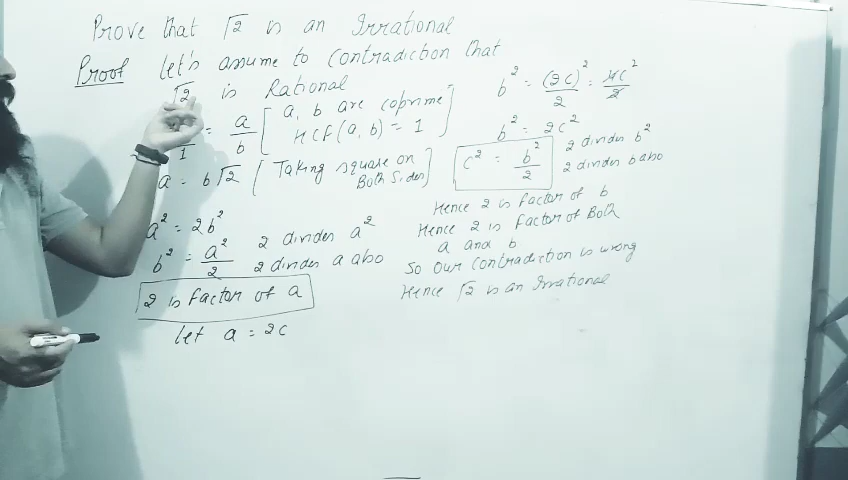 Prove that √2 is an Irrational
Proof Let's assume to contradiction that
√2 is Rational
√2/1 = a/b [a, b are coprime
HCF(a, b) = 1]
a = b√2 [Taking square on
Both Sides]
a² = 2b²
b² = a²/2 2 divides a²
2 divides a also
2 is factor of a
let a = 2c
b² = (2c)²/2 = 4c²/2
b² = 2c²
c² = b²/2 2 divides b²
2 divides b also
Hence 2 is factor of b
Hence 2 is Factor of Both
a and b
So our contradiction is wrong
Hence √2 is an Irrational